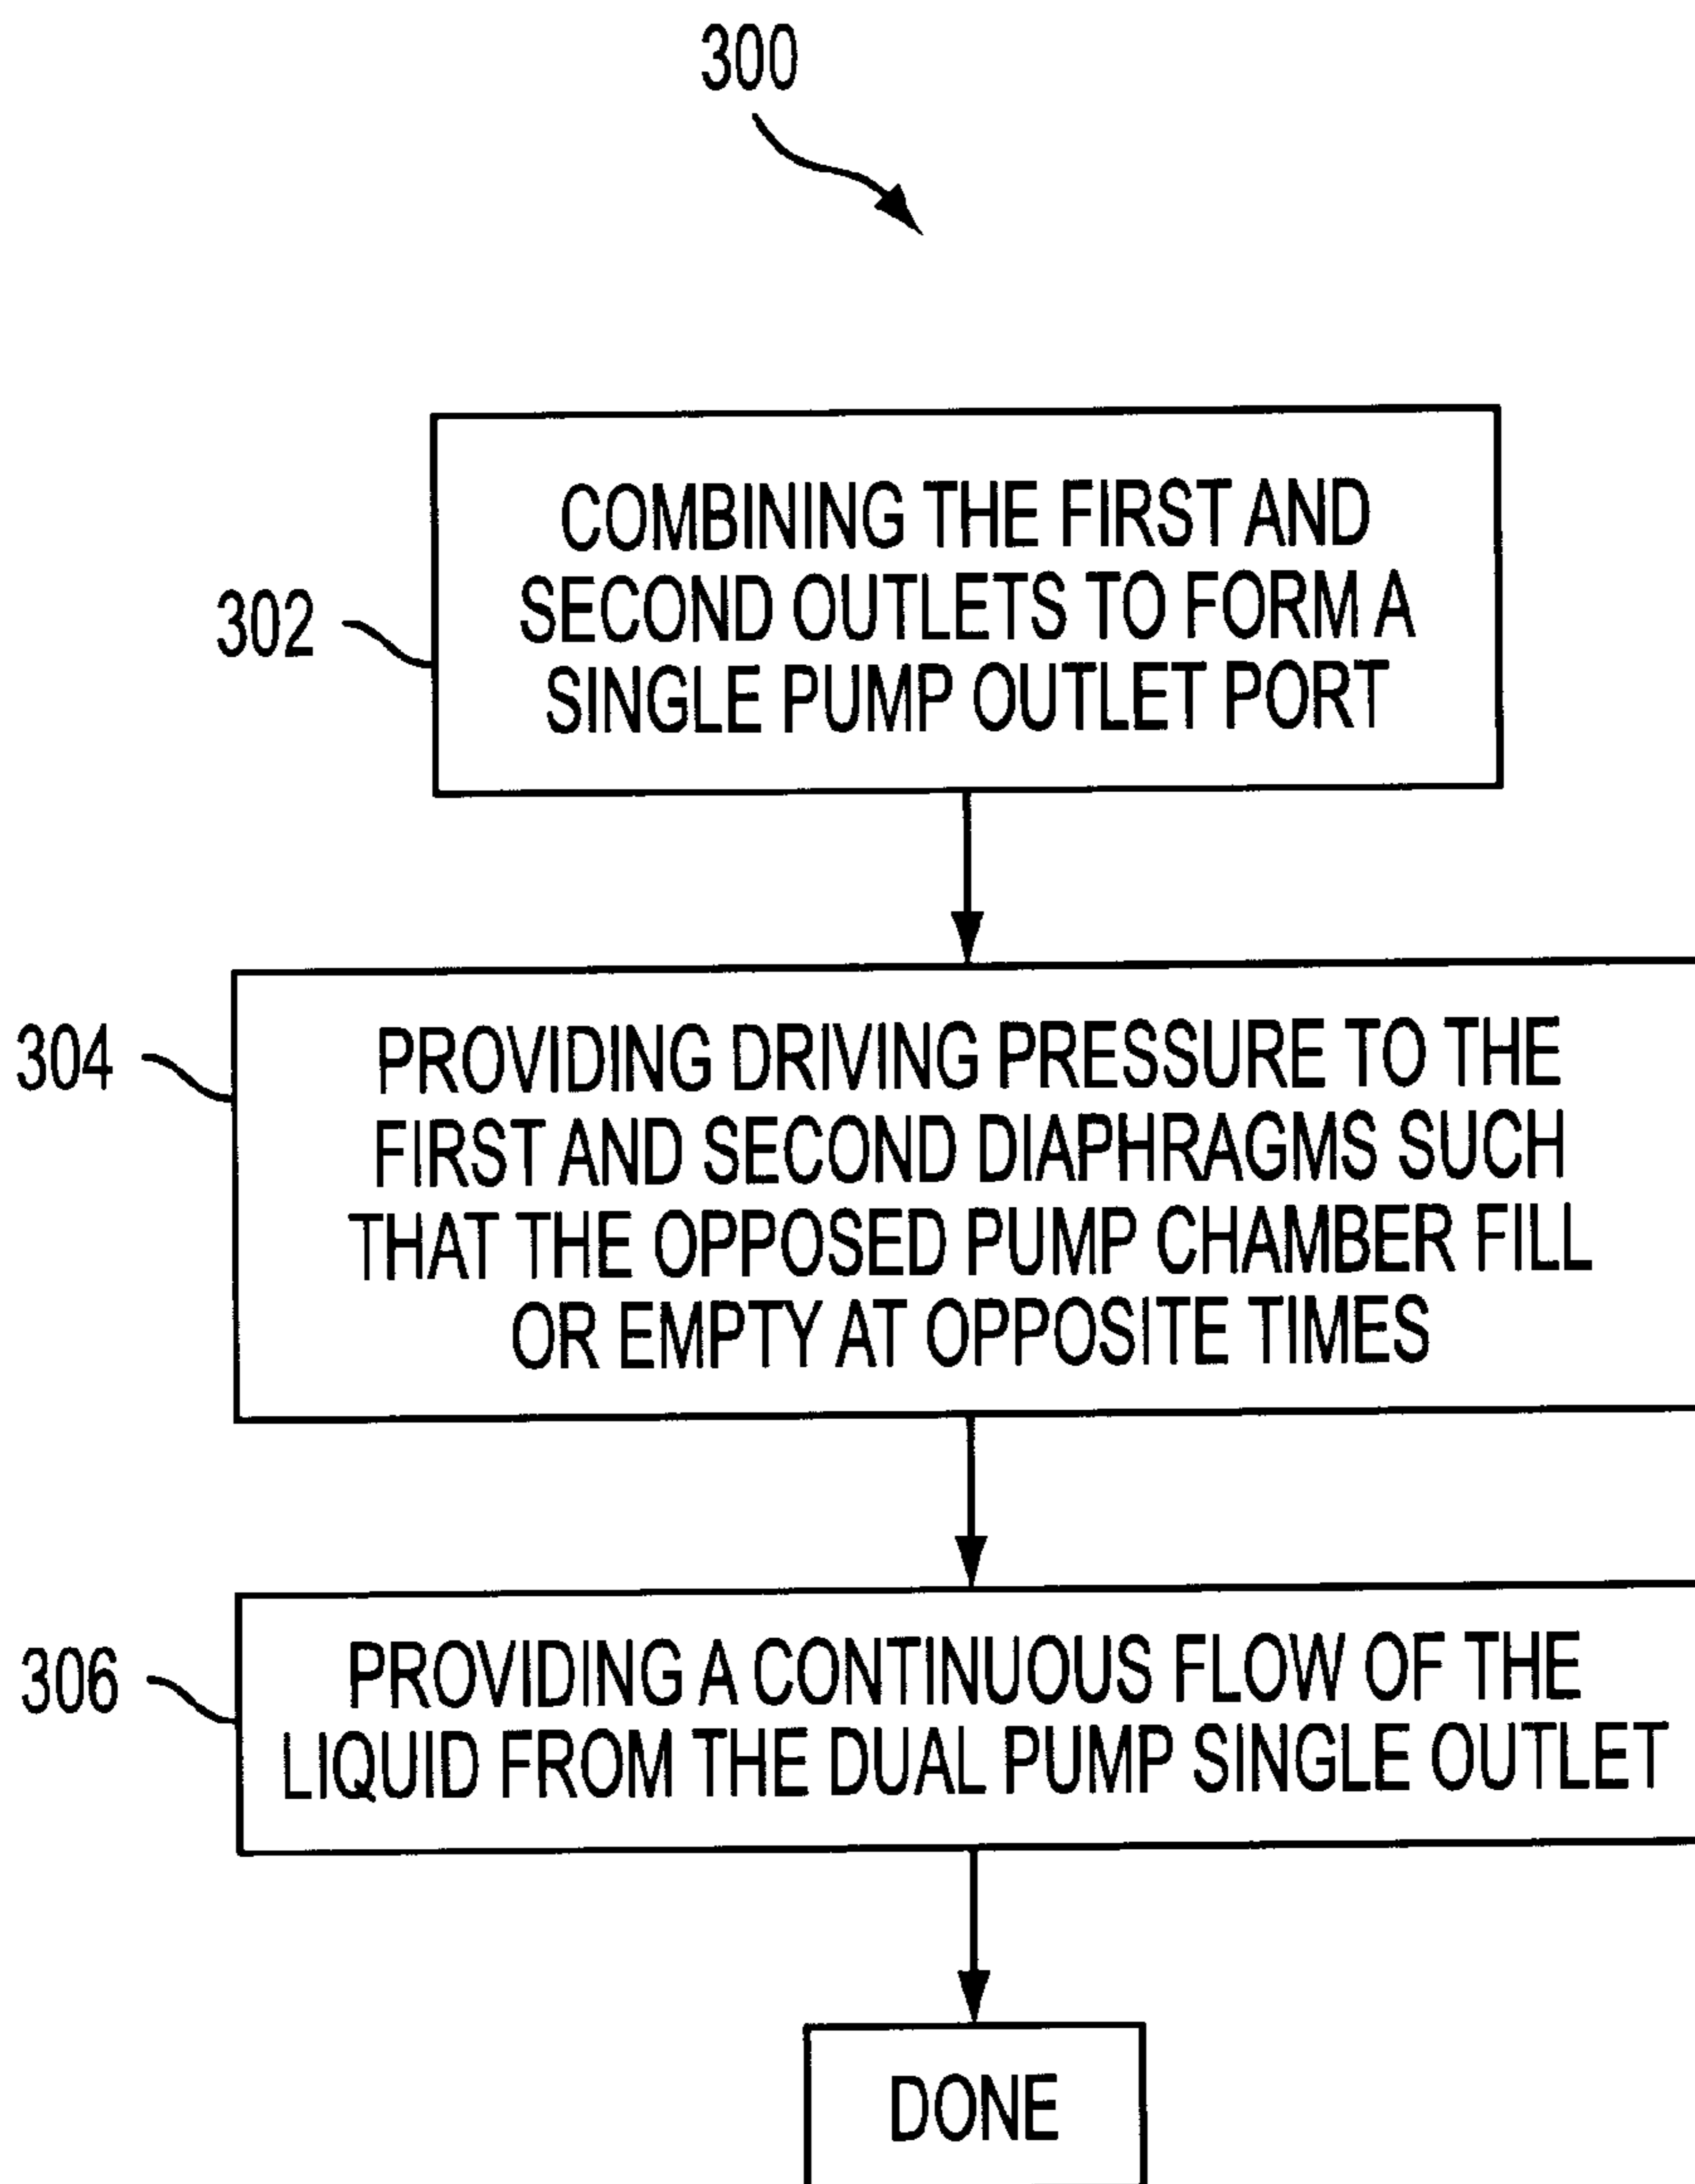 300
302
COMBINING THE FIRST AND
SECOND OUTLETS TO FORM A
SINGLE PUMP OUTLET PORT
304
PROVIDING DRIVING PRESSURE TO THE
FIRST AND SECOND DIAPHRAGMS SUCH
THAT THE OPPOSED PUMP CHAMBER FILL
OR EMPTY AT OPPOSITE TIMES
306
PROVIDING A CONTINUOUS FLOW OF THE
LIQUID FROM THE DUAL PUMP SINGLE OUTLET
DONE